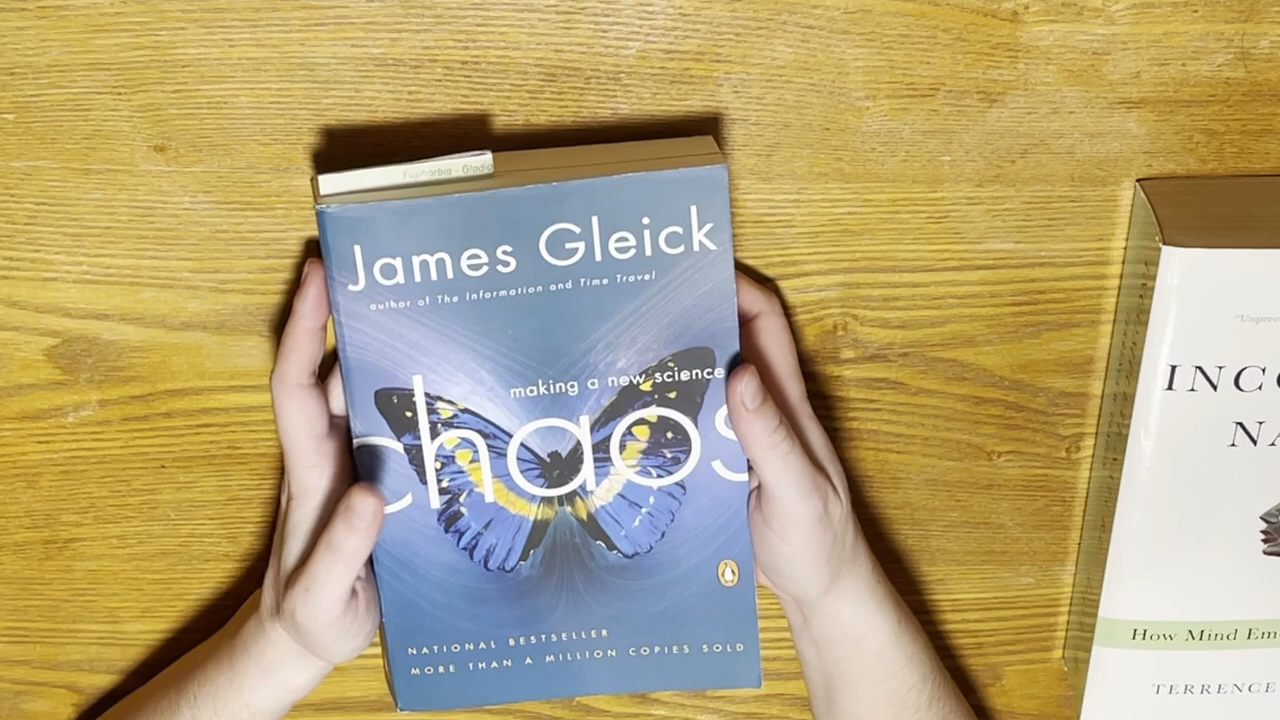 Euphorbia - Gladio
James Gleick
author of The Information and Time Travel
making a new science
chaos
NATIONAL BESTSELLER
MORE THAN A MILLION COPIES SOLD
"Unprec
INCO
NA
How Mind Em
TERRENCE